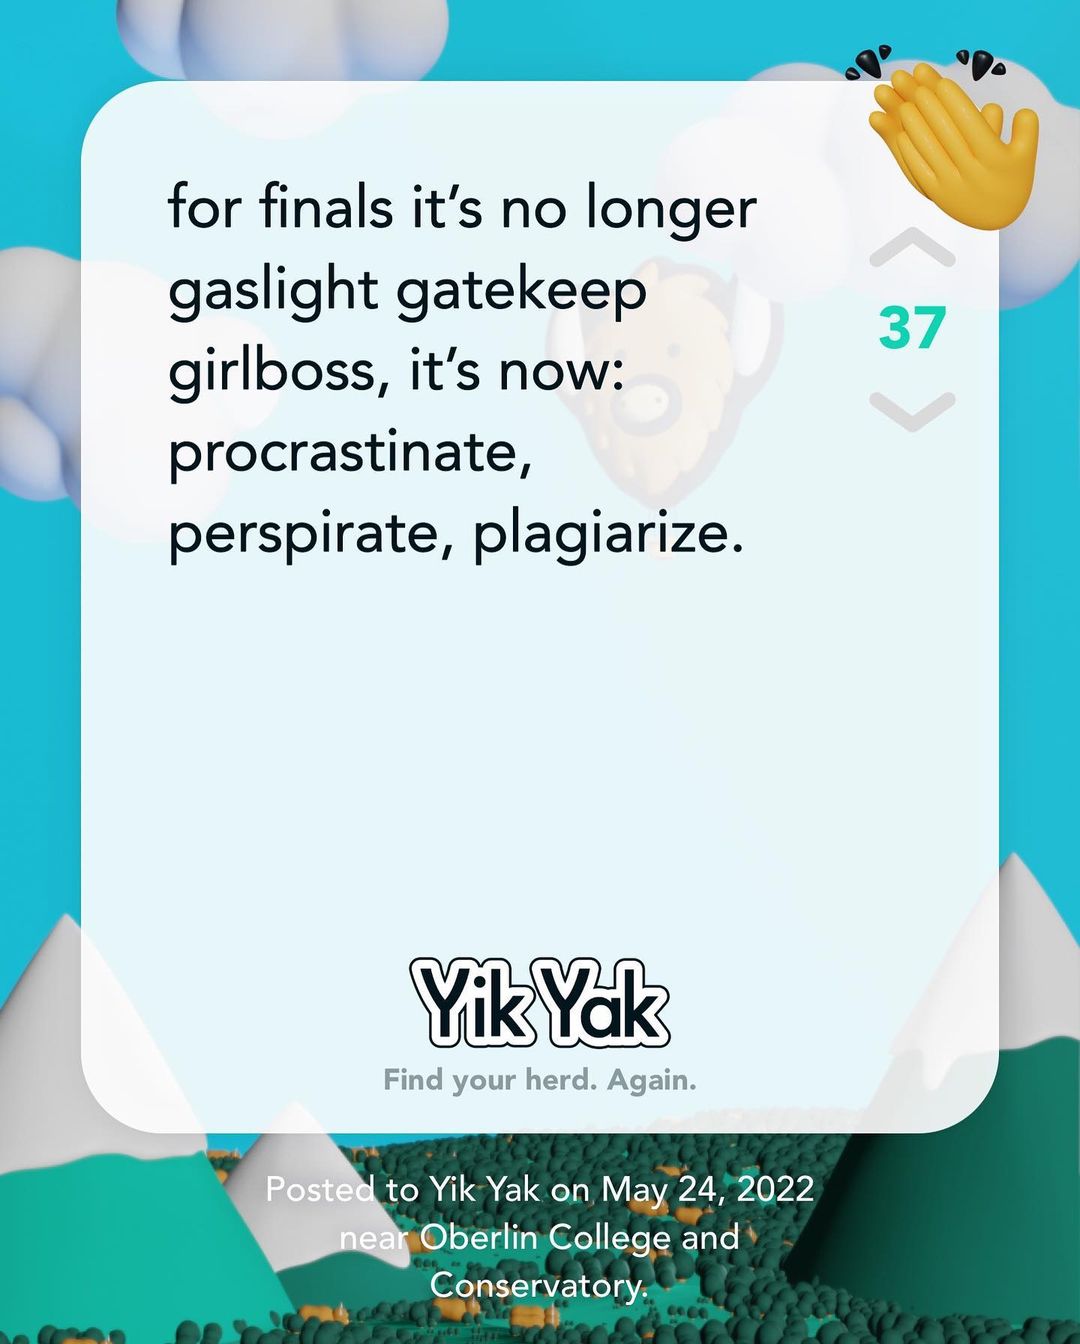 for finals it’s no longer
gaslight gatekeep
girlboss, it’s now:
procrastinate,
perspirate, plagiarize.
37
Yik Yak
Find your herd. Again.
Posted to Yik Yak on May 24, 2022
near Oberlin College and
Conservatory.